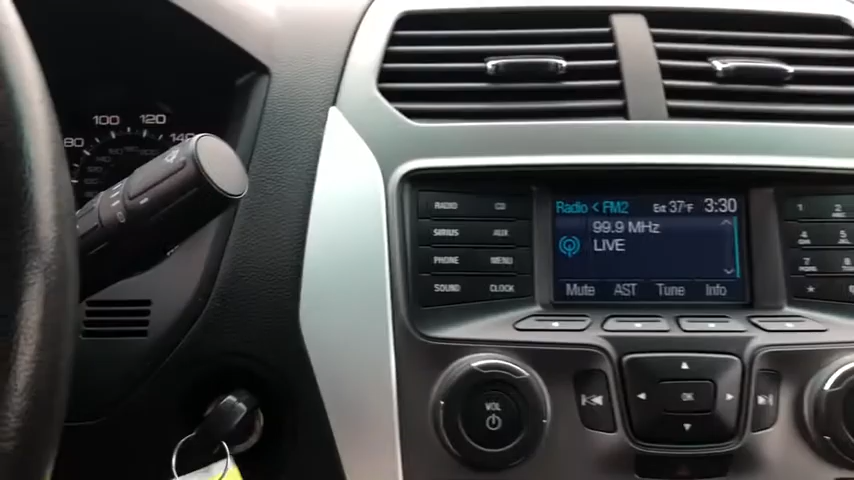 80 100 120 140
OFF
RADIO CD
SIRIUS AUX
PHONE MENU
SOUND CLOCK
Radio < FM2 Ext 37°F 3:30
99.9 MHz
LIVE
Mute AST Tune Info
1 2
4 5
7 8
*
VOL
OK